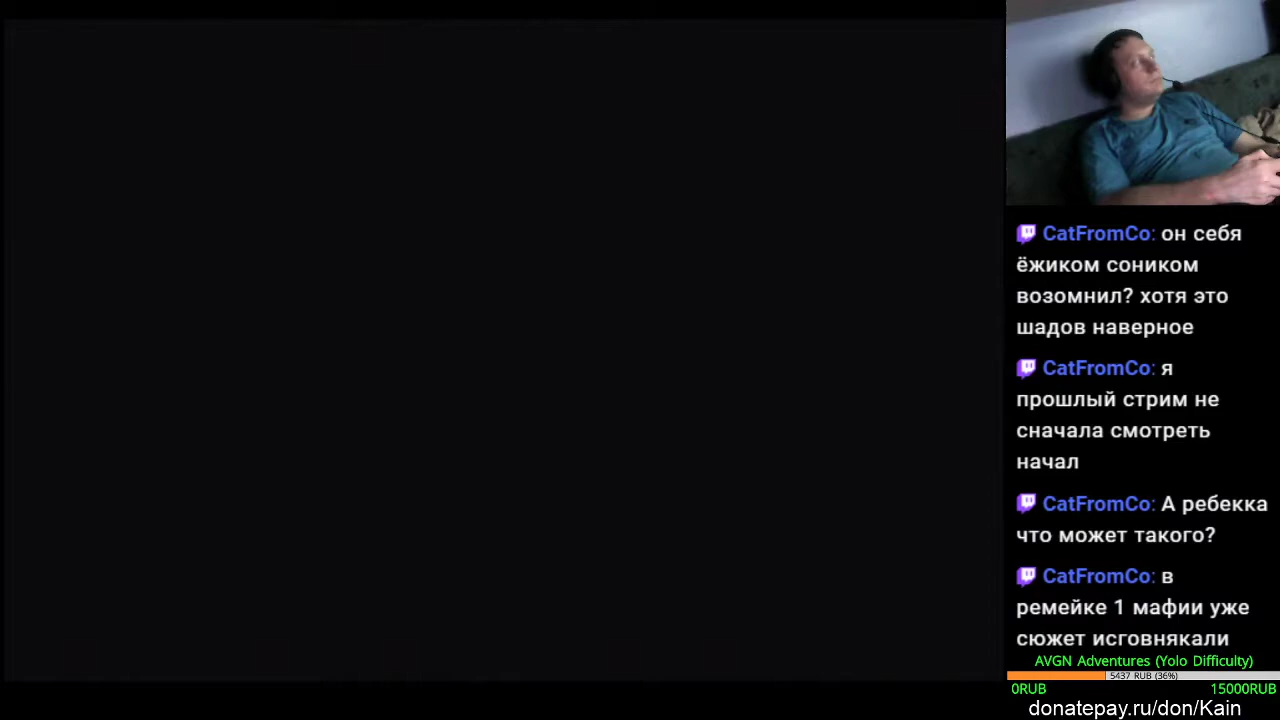 CatFromCo: он себя
ёжиком соником
возомнил? хотя это
шадов наверное
CatFromCo: я
прошлый стрим не
сначала смотреть
начал
CatFromCo: А ребекка
что может такого?
CatFromCo: в
ремейке 1 мафии уже
сюжет исговнякали
AVGN Adventures (Yolo Difficulty)
5437 RUB (36%)
0RUB 15000RUB
donatepay.ru/don/Kain